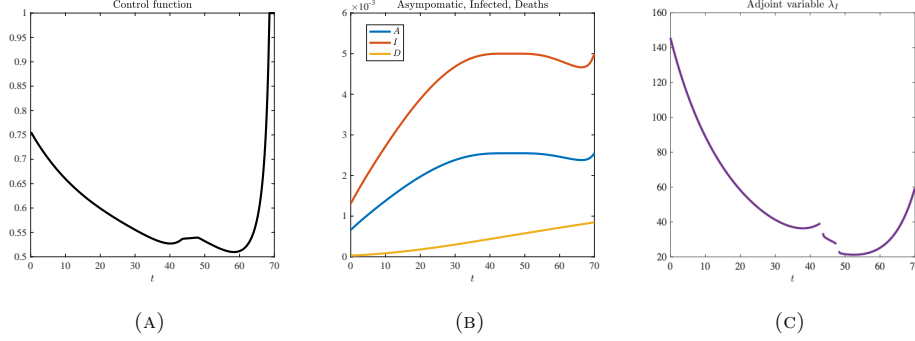 Control function
1
0.95
0.9
0.85
0.8
0.75
0.7
0.65
0.6
0.55
0.5
0 10 20 30 40 50 60 70
t
(A)
Asympomatic, Infected, Deaths
×10⁻³
6
5
4
3
2
1
0
A
I
D
0 10 20 30 40 50 60 70
t
(B)
Adjoint variable λ_I
160
140
120
100
80
60
40
20
0 10 20 30 40 50 60 70
t
(C)